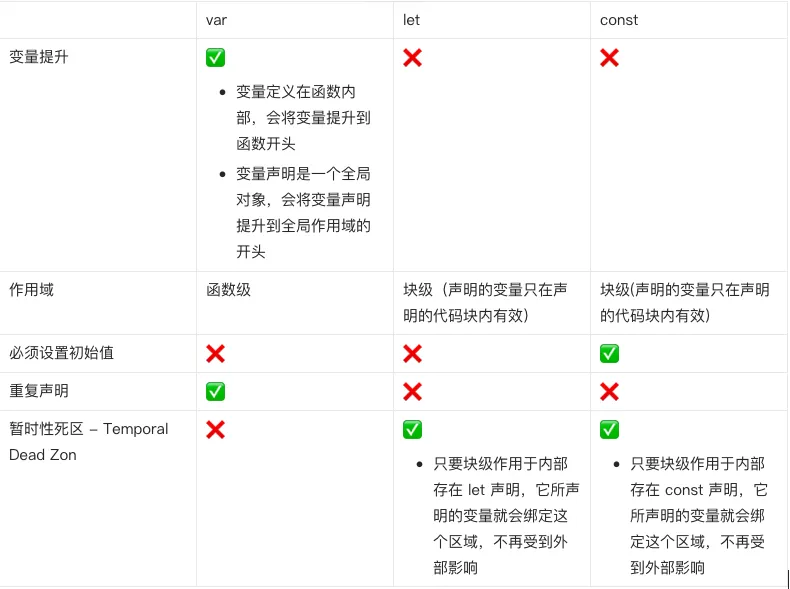 var let const
变量提升 ✅ ❌ ❌
• 变量定义在函数内
部，会将变量提升到
函数开头
• 变量声明是一个全局
对象，会将变量声明
提升到全局作用域的
开头
作用域 函数级 块级（声明的变量只在声 块级(声明的变量只在声明
明的代码块内有效） 的代码块内有效)
必须设置初始值 ❌ ❌ ✅
重复声明 ✅ ❌ ❌
暂时性死区 – Temporal ❌ ✅ ✅
Dead Zon
• 只要块级作用于内部
存在 let 声明，它所声
明的变量就会绑定这
个区域，不再受到外
部影响
• 只要块级作用于内部
存在 const 声明，它
所声明的变量就会绑
定这个区域，不再受
到外部影响